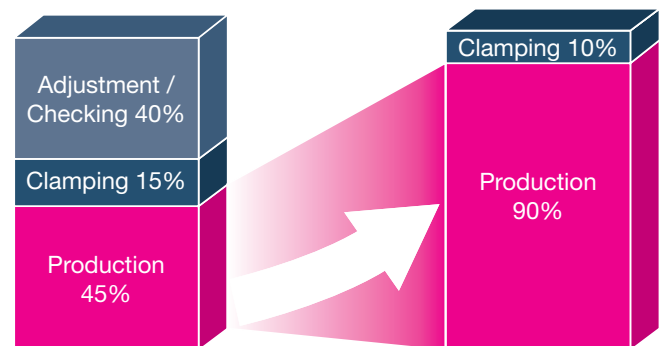 Adjustment /
Checking 40%
Clamping 15%
Production
45%
Clamping 10%
Production
90%